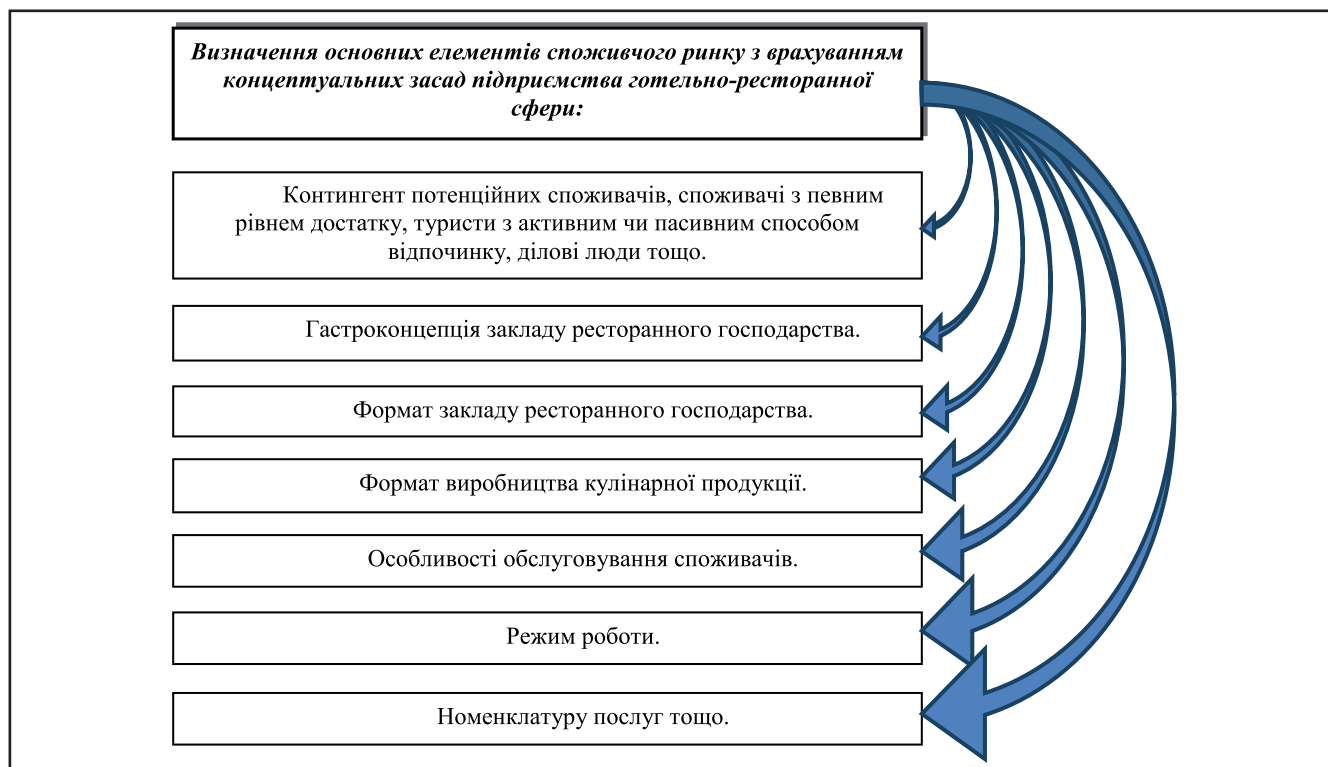 Визначення основних елементів споживчого ринку з врахуванням
концептуальних засад підприємства готельно-ресторанної
сфери:
Контингент потенційних споживачів, споживачі з певним
рівнем достатку, туристи з активним чи пасивним способом
відпочинку, ділові люди тощо.
Гастроконцепція закладу ресторанного господарства.
Формат закладу ресторанного господарства.
Формат виробництва кулінарної продукції.
Особливості обслуговування споживачів.
Режим роботи.
Номенклатуру послуг тощо.